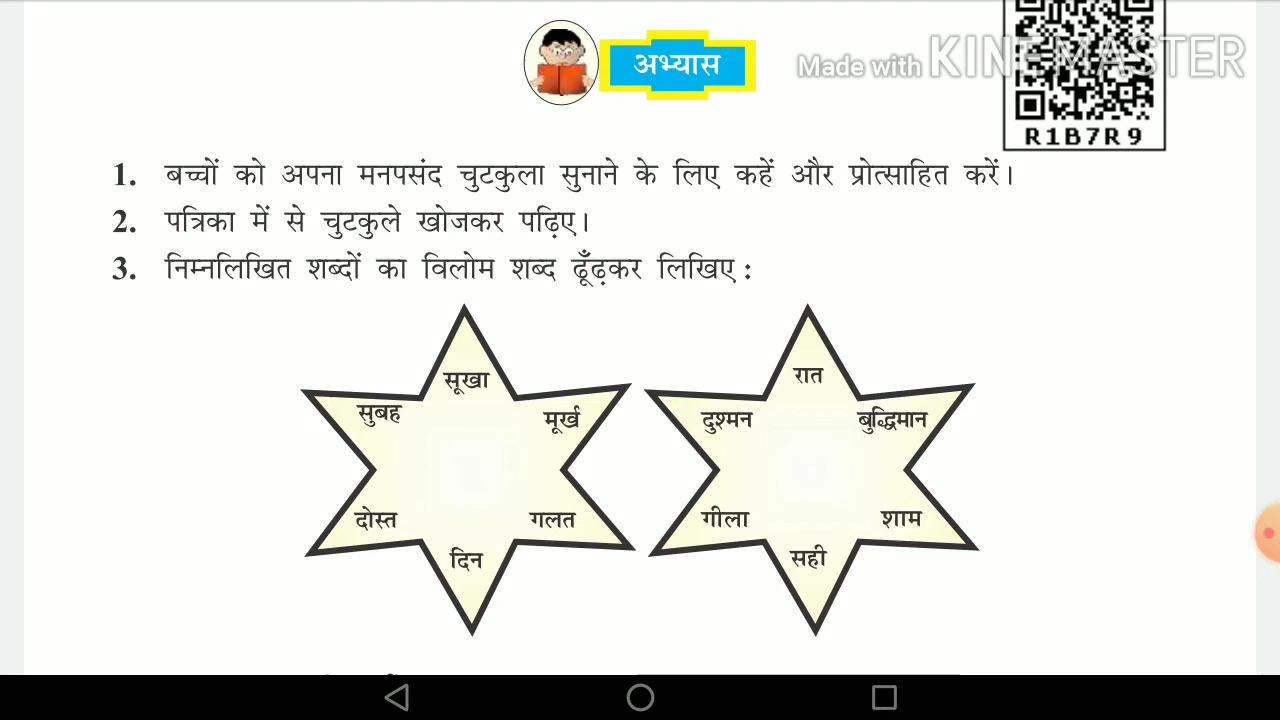 अभ्यास
Made with KINEMASTER
R1B7R9
1. बच्चों को अपना मनपसंद चुटकुला सुनाने के लिए कहें और प्रोत्साहित करें।
2. पत्रिका में से चुटकुले खोजकर पढ़िए।
3. निम्नलिखित शब्दों का विलोम शब्द ढूँढ़कर लिखिए :
सूखा
सुबह
मूर्ख
दोस्त
गलत
दिन
रात
दुश्मन
बुद्धिमान
गीला
शाम
सही